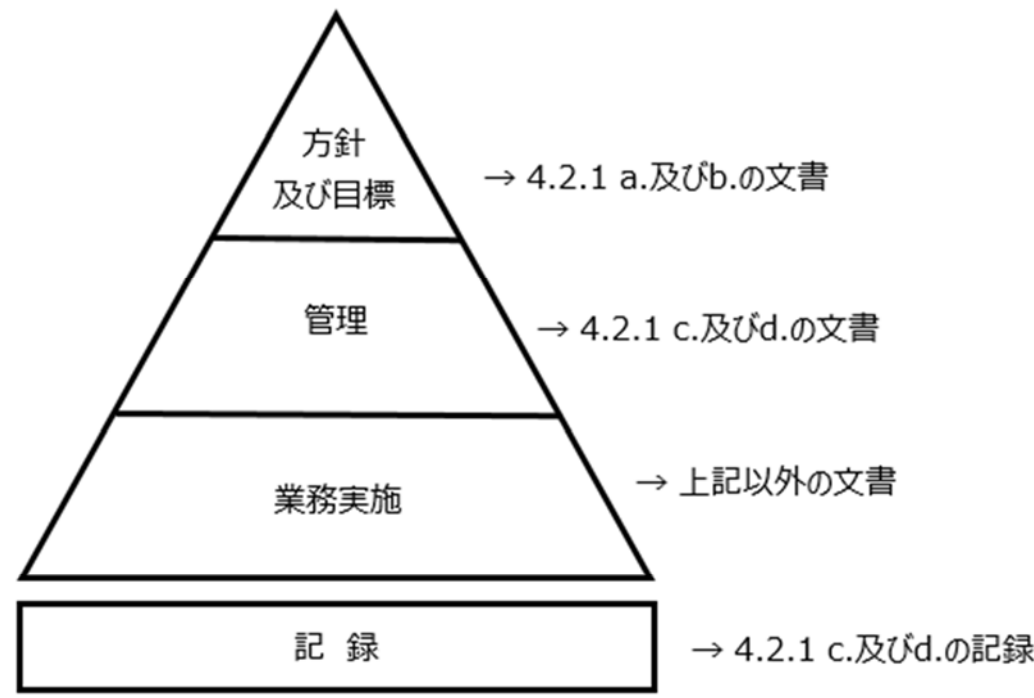 方針
及び目標
→ 4.2.1 a.及びb.の文書
管理
→ 4.2.1 c.及びd.の文書
業務実施
→ 上記以外の文書
記 録
→ 4.2.1 c.及びd.の記録